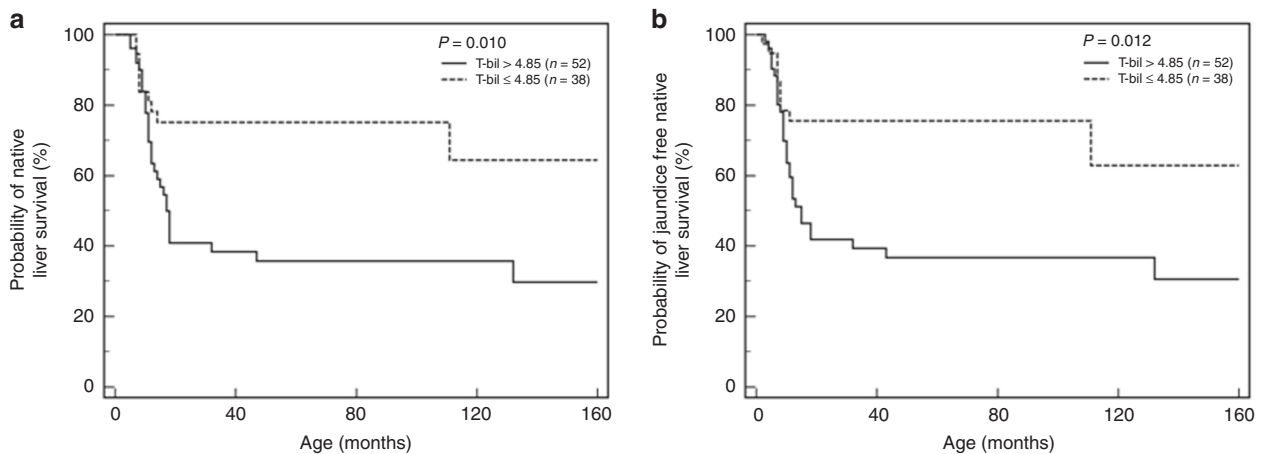 a
P = 0.010
T-bil > 4.85 (n = 52)
T-bil ≤ 4.85 (n = 38)
Probability of native
liver survival (%)
100
80
60
40
20
0
0 40 80 120 160
Age (months)
b
P = 0.012
T-bil > 4.85 (n = 52)
T-bil ≤ 4.85 (n = 38)
Probability of jaundice free native
liver survival (%)
100
80
60
40
20
0
0 40 80 120 160
Age (months)